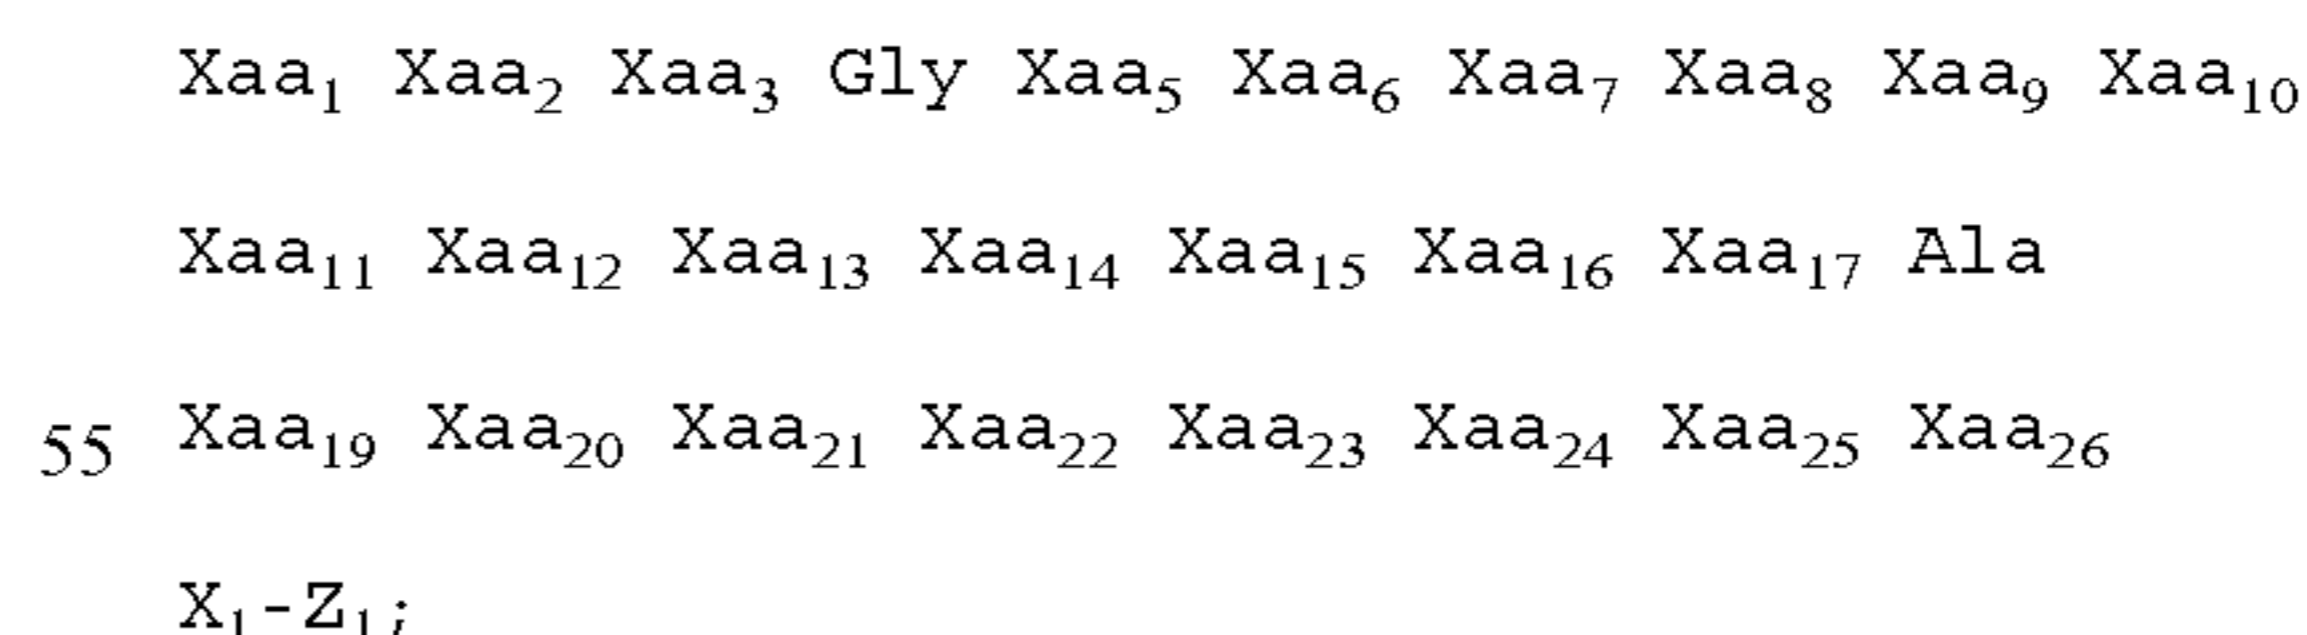 Xaa₁ Xaa₂ Xaa₃ Gly Xaa₅ Xaa₆ Xaa₇ Xaa₈ Xaa₉ Xaa₁₀
Xaa₁₁ Xaa₁₂ Xaa₁₃ Xaa₁₄ Xaa₁₅ Xaa₁₆ Xaa₁₇ Ala
55 Xaa₁₉ Xaa₂₀ Xaa₂₁ Xaa₂₂ Xaa₂₃ Xaa₂₄ Xaa₂₅ Xaa₂₆
X₁-Z₁;